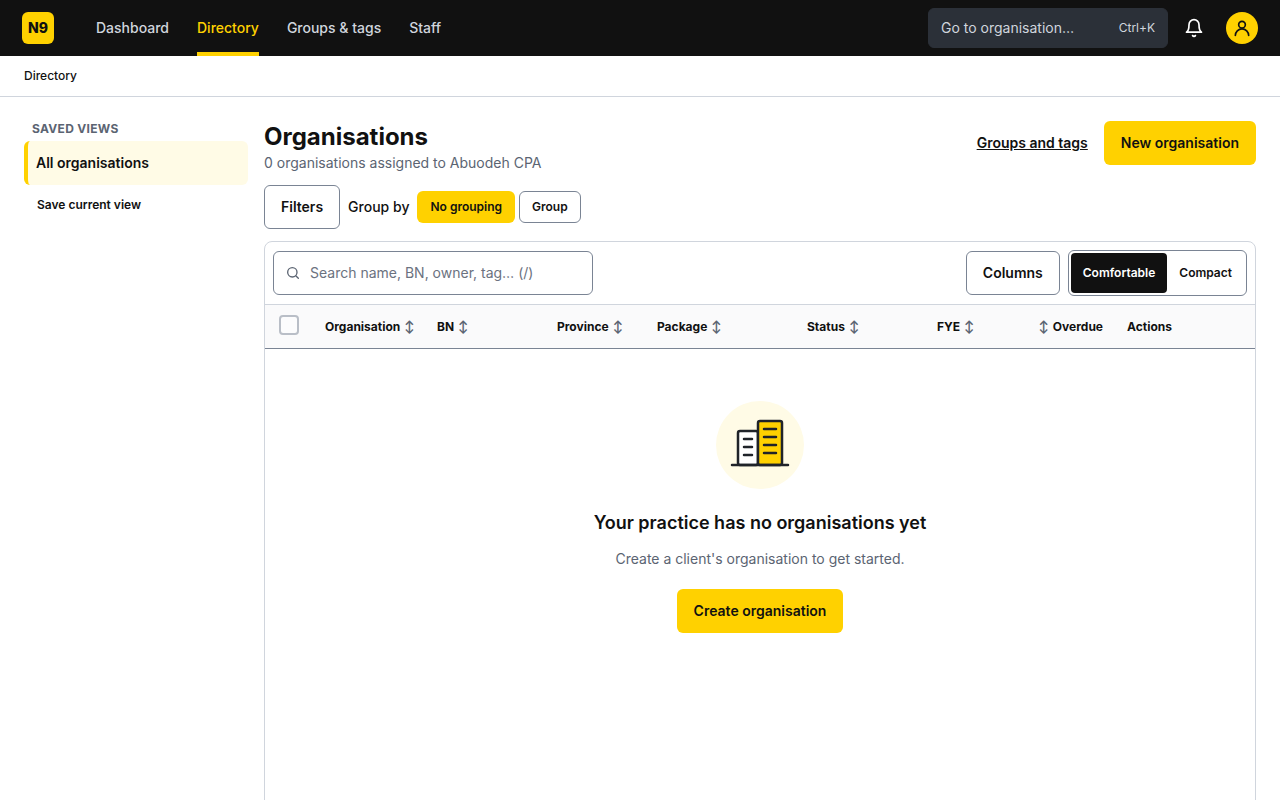 N9
Dashboard
Directory
Groups & tags
Staff
Go to organisation...
Ctrl+K
Directory
SAVED VIEWS
All organisations
Save current view
Organisations
0 organisations assigned to Abuodeh CPA
Groups and tags
New organisation
Filters
Group by
No grouping
Group
Search name, BN, owner, tag... (/)
Columns
Comfortable
Compact
Organisation
BN
Province
Package
Status
FYE
Overdue
Actions
Your practice has no organisations yet
Create a client's organisation to get started.
Create organisation